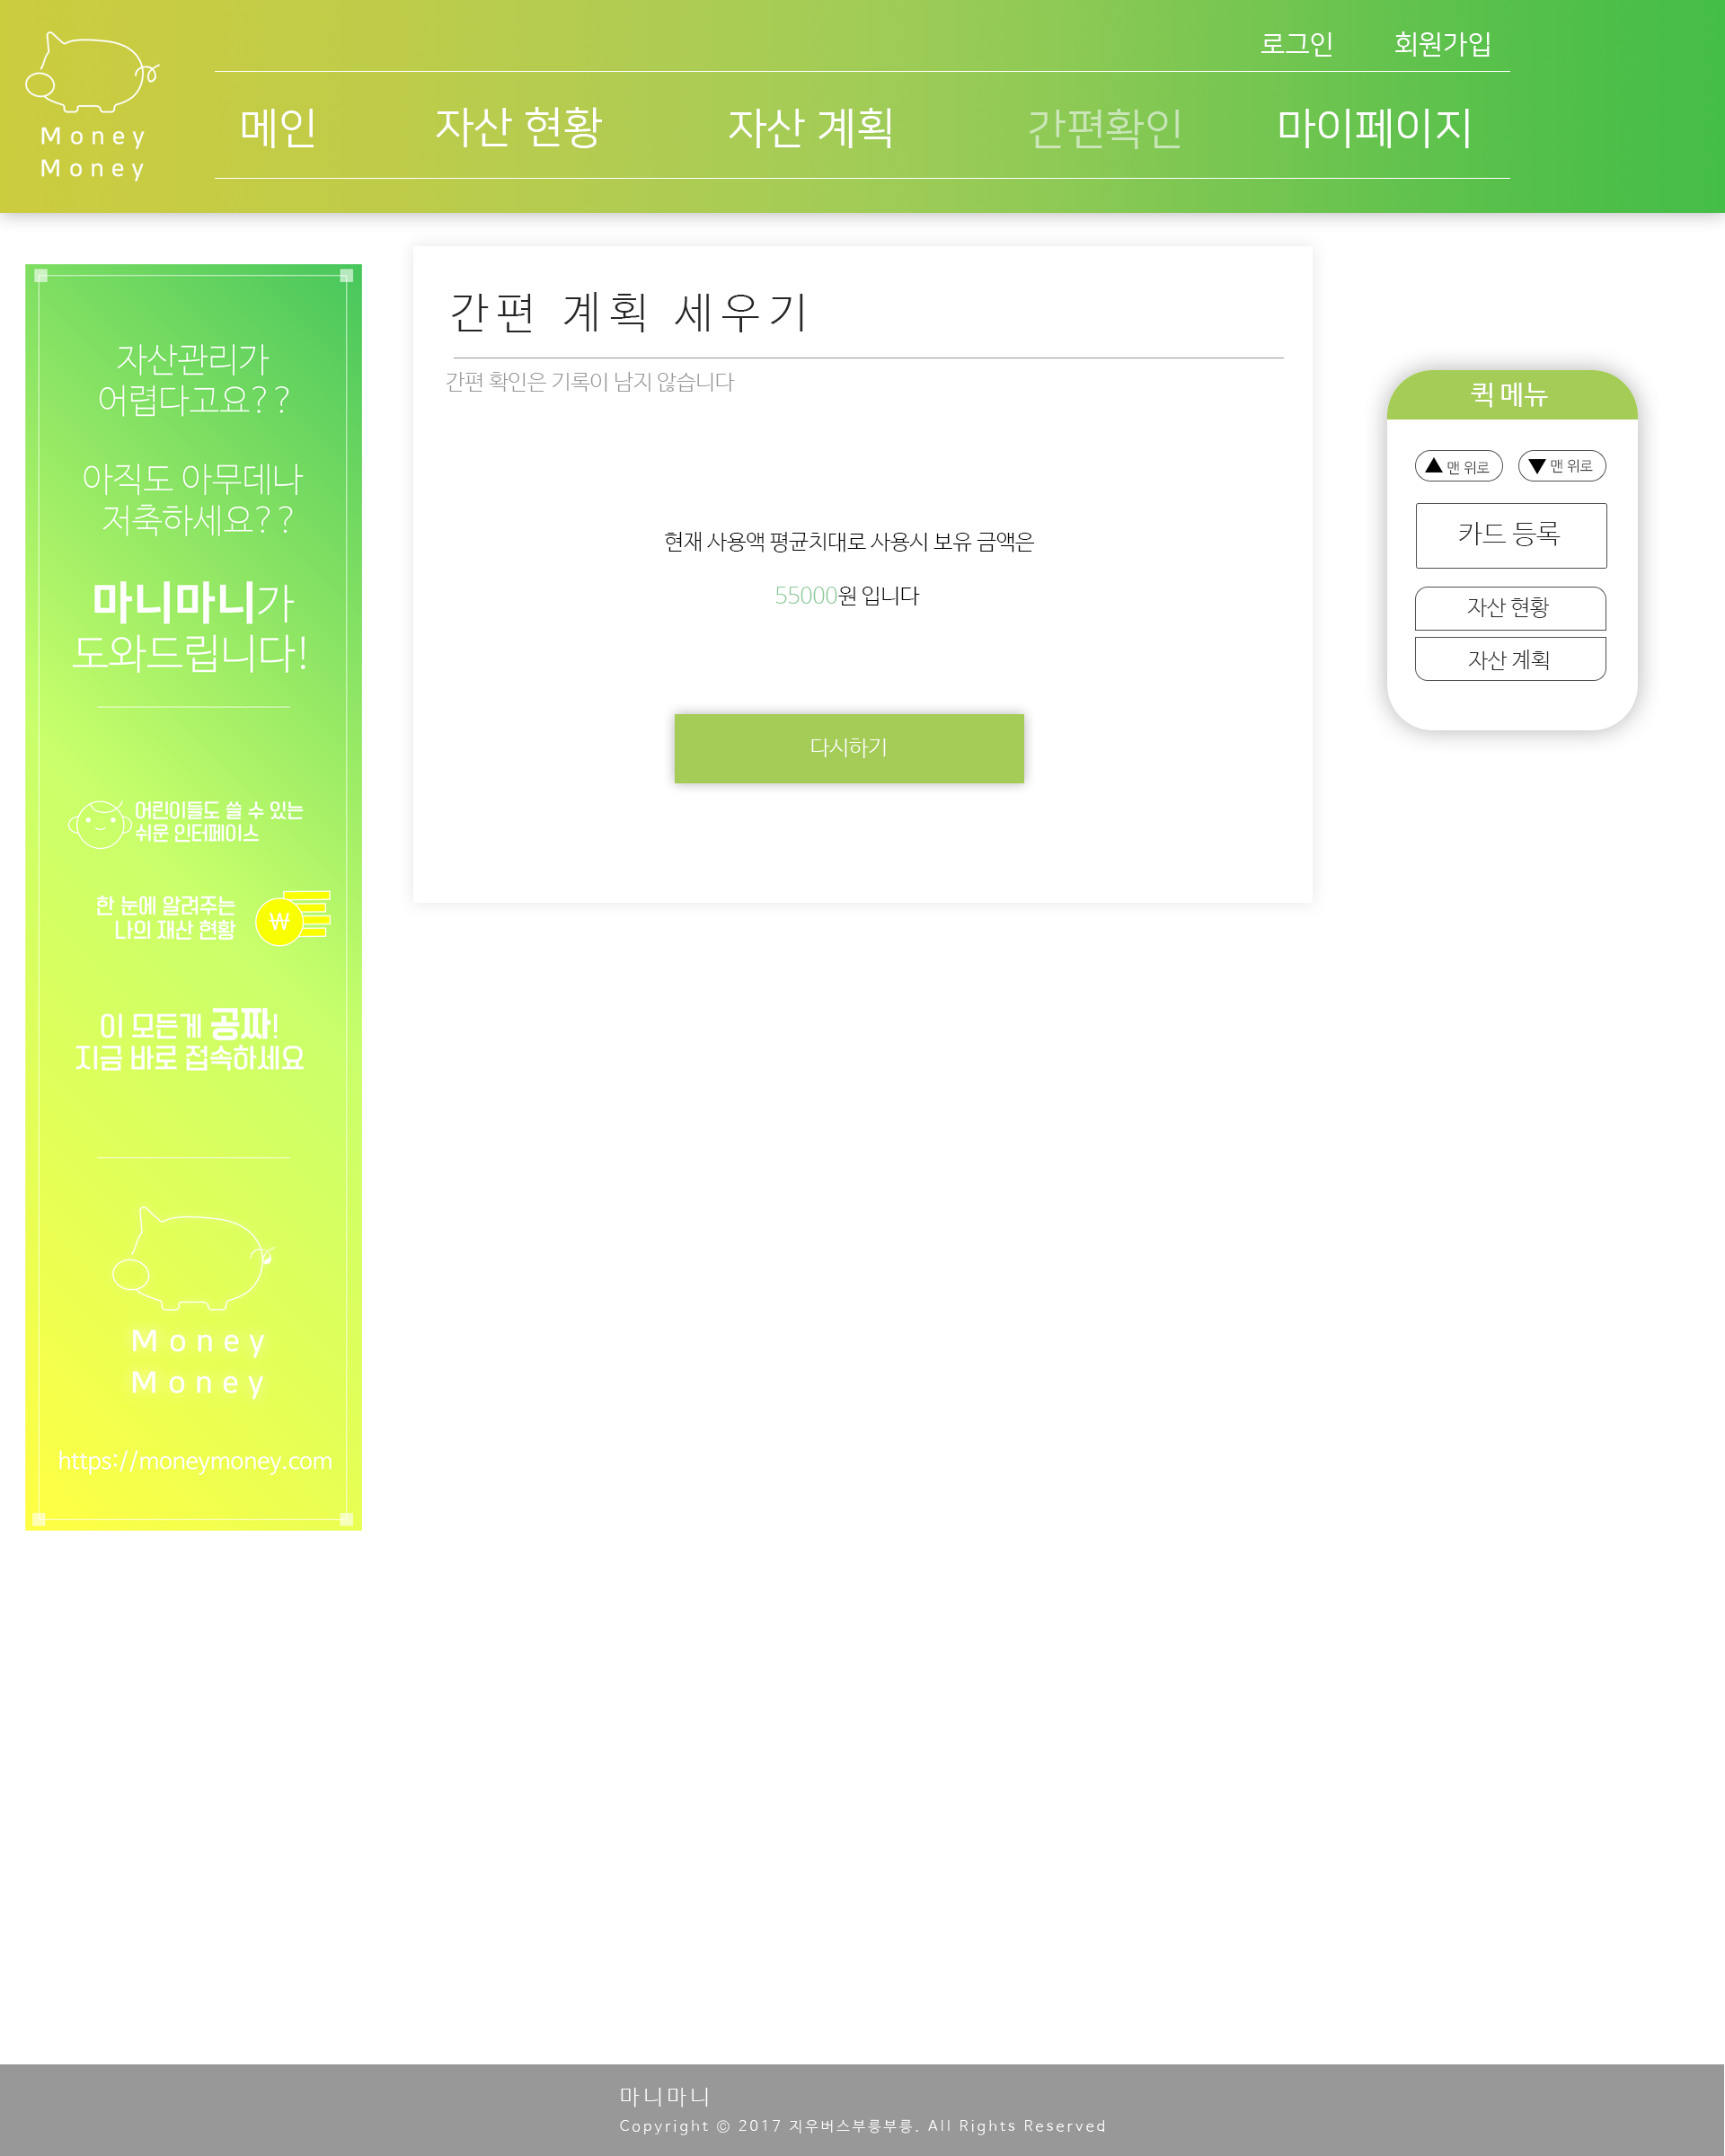 로그인 회원가입
Money
Money
메인 자산 현황 자산 계획 간편확인 마이페이지
자산관리가
어렵다고요??
아직도 아무데나
저축하세요??
마니마니가
도와드립니다!
어린이들도 쓸 수 있는
쉬운 인터페이스
한 눈에 알려주는
나의 재산 현황
₩
이 모든게 공짜!
지금 바로 접속하세요
Money
Money
https://moneymoney.com
간편 계획 세우기
간편 확인은 기록이 남지 않습니다
현재 사용액 평균치대로 사용시 보유 금액은
55000원 입니다
다시하기
퀵 메뉴
▲ 맨 위로 ▼ 맨 위로
카드 등록
자산 현황
자산 계획
마니마니
Copyright © 2017 지우버스부릉부릉. All Rights Reserved